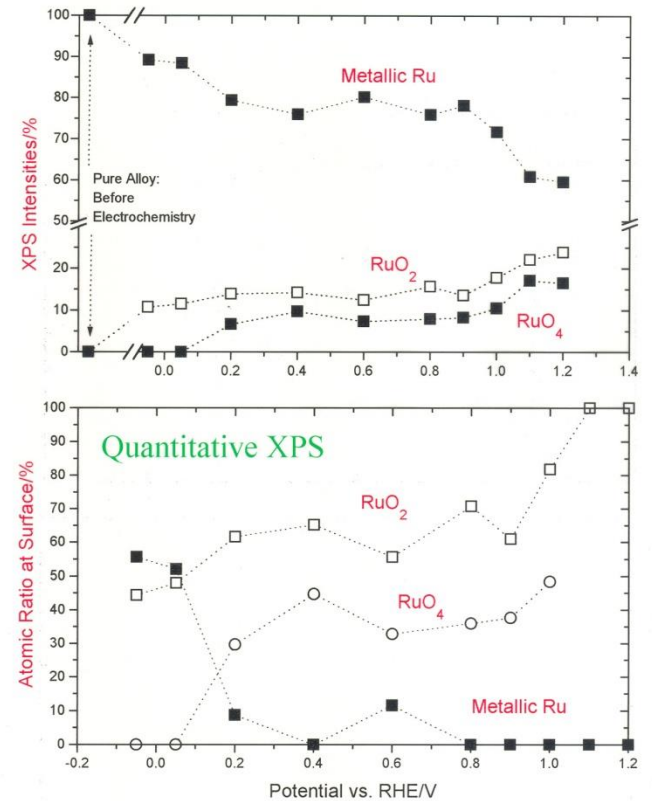 100
90
80
70
60
50
20
10
0
XPS Intensities/%
Metallic Ru
Pure Alloy:
Before
Electrochemistry
RuO2
RuO4
0.0 0.2 0.4 0.6 0.8 1.0 1.2 1.4
100
90
80
70
60
50
40
30
20
10
0
Atomic Ratio at Surface/%
Quantitative XPS
RuO2
RuO4
Metallic Ru
-0.2 0.0 0.2 0.4 0.6 0.8 1.0 1.2
Potential vs. RHE/V